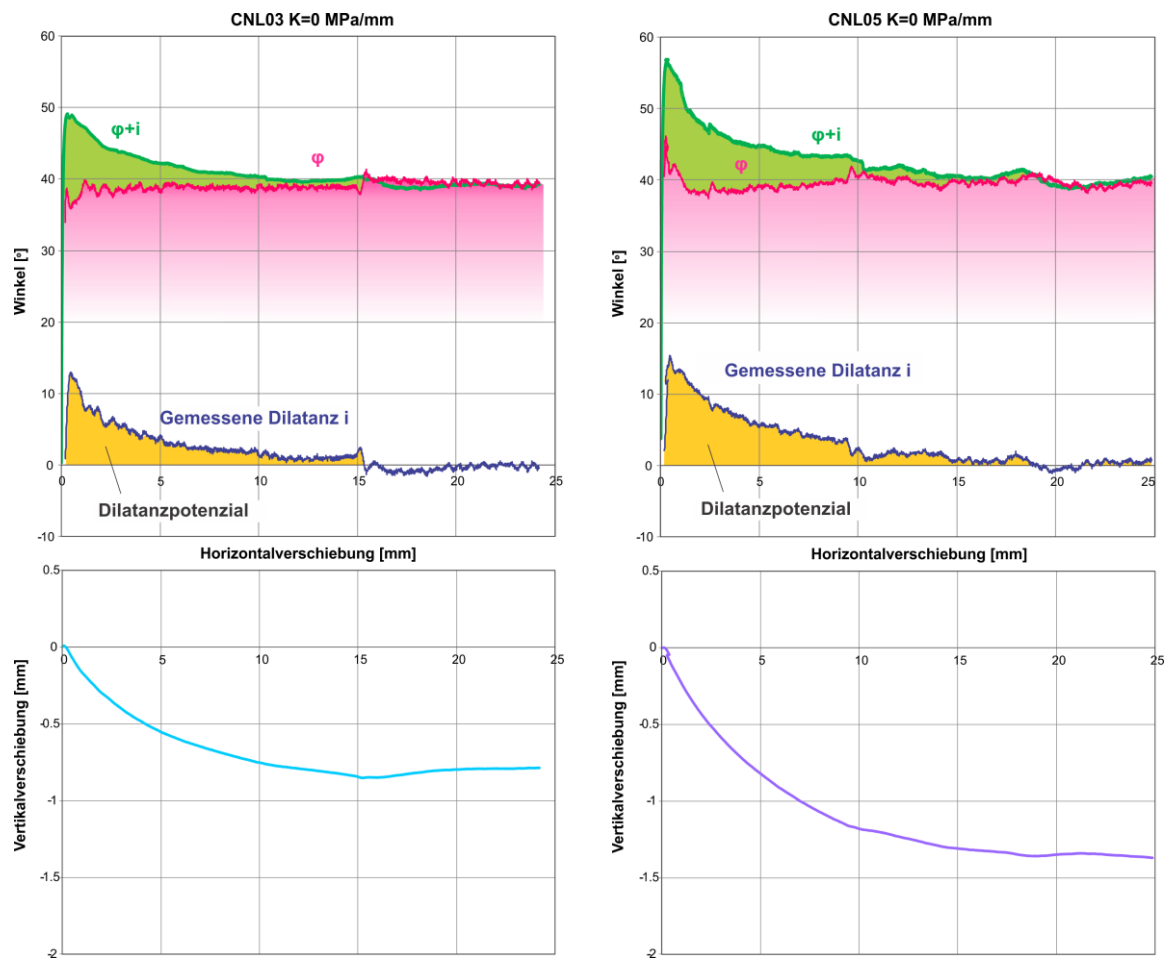 CNL03 K=0 MPa/mm
60
50
40
30
20
10
0
-10
Winkel [°]
φ+i
φ
Gemessene Dilatanz i
Dilatanzpotenzial
0 5 10 15 20 25
Horizontalverschiebung [mm]
0.5
0
-0.5
-1
-1.5
-2
Vertikalverschiebung [mm]
0 5 10 15 20 25
CNL05 K=0 MPa/mm
60
50
40
30
20
10
0
-10
Winkel [°]
φ+i
φ
Gemessene Dilatanz i
Dilatanzpotenzial
0 5 10 15 20 25
Horizontalverschiebung [mm]
0.5
0
-0.5
-1
-1.5
-2
Vertikalverschiebung [mm]
0 5 10 15 20 25